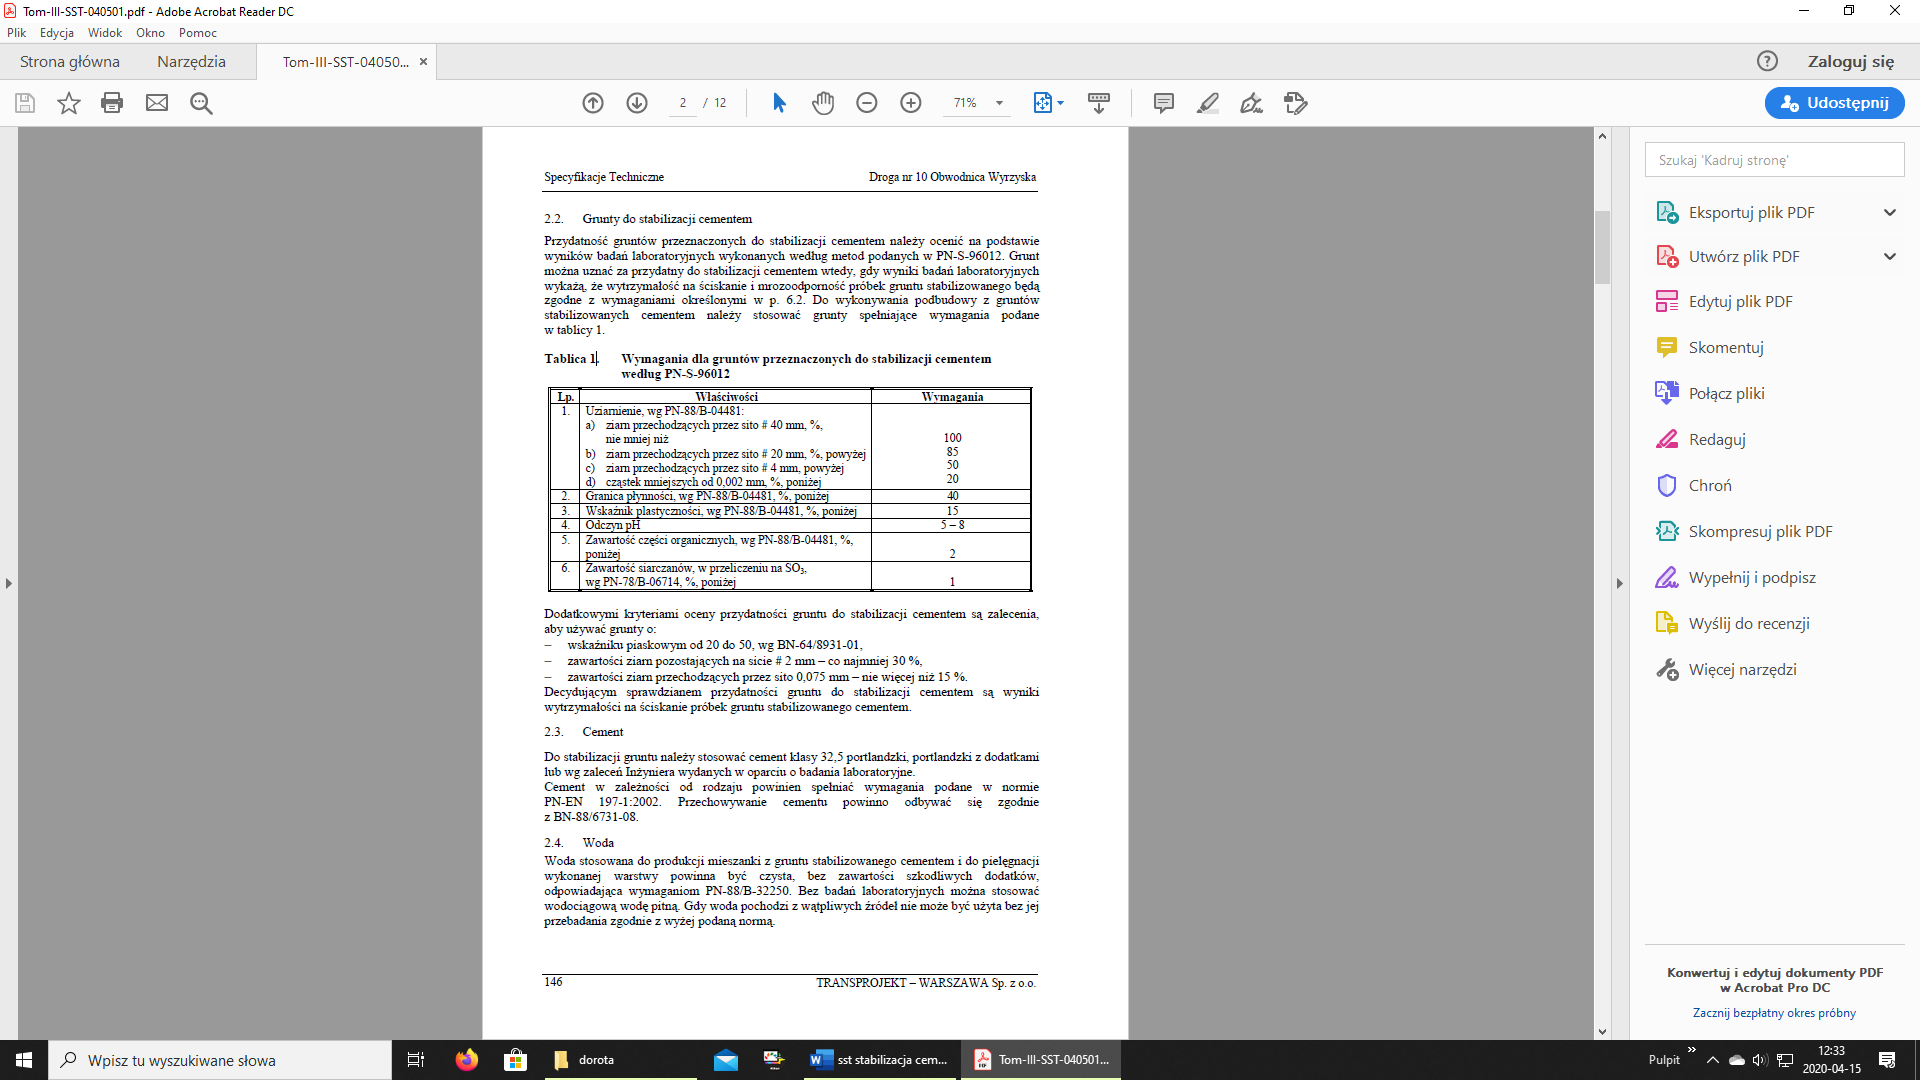 Tom-III-SST-040501.pdf - Adobe Acrobat Reader DC
Plik Edycja Widok Okno Pomoc
Strona główna Narzędzia Tom-III-SST-04050... × Zaloguj się
2 / 12 71% Udostępnij
Specyfikacje Techniczne Droga nr 10 Obwodnica Wyrzyska
2.2. Grunty do stabilizacji cementem
Przydatność gruntów przeznaczonych do stabilizacji cementem należy ocenić na podstawie
wyników badań laboratoryjnych wykonanych według metod podanych w PN-S-96012. Grunt
można uznać za przydatny do stabilizacji cementem wtedy, gdy wyniki badań laboratoryjnych
wykażą, że wytrzymałość na ściskanie i mrozoodporność próbek gruntu stabilizowanego będą
zgodne z wymaganiami określonymi w p. 6.2. Do wykonywania podbudowy z gruntów
stabilizowanych cementem należy stosować grunty spełniające wymagania podane
w tablicy 1.
Tablica 1. Wymagania dla gruntów przeznaczonych do stabilizacji cementem
według PN-S-96012
Lp. Właściwości Wymagania
1. Uziarnienie, wg PN-88/B-04481:
a) ziarn przechodzących przez sito # 40 mm, %,
nie mniej niż 100
b) ziarn przechodzących przez sito # 20 mm, %, powyżej 85
c) ziarn przechodzących przez sito # 4 mm, powyżej 50
d) cząstek mniejszych od 0,002 mm, %, poniżej 20
2. Granica płynności, wg PN-88/B-04481, %, poniżej 40
3. Wskaźnik plastyczności, wg PN-88/B-04481, %, poniżej 15
4. Odczyn pH 5 – 8
5. Zawartość części organicznych, wg PN-88/B-04481, %,
poniżej 2
6. Zawartość siarczanów, w przeliczeniu na SO3,
wg PN-78/B-06714, %, poniżej 1
Dodatkowymi kryteriami oceny przydatności gruntu do stabilizacji cementem są zalecenia,
aby używać grunty o:
– wskaźniku piaskowym od 20 do 50, wg BN-64/8931-01,
– zawartości ziarn pozostających na sicie # 2 mm – co najmniej 30 %,
– zawartości ziarn przechodzących przez sito 0,075 mm – nie więcej niż 15 %.
Decydującym sprawdzianem przydatności gruntu do stabilizacji cementem są wyniki
wytrzymałości na ściskanie próbek gruntu stabilizowanego cementem.
2.3. Cement
Do stabilizacji gruntu należy stosować cement klasy 32,5 portlandzki, portlandzki z dodatkami
lub wg zaleceń Inżyniera wydanych w oparciu o badania laboratoryjne.
Cement w zależności od rodzaju powinien spełniać wymagania podane w normie
PN-EN 197-1:2002. Przechowywanie cementu powinno odbywać się zgodnie
z BN-88/6731-08.
2.4. Woda
Woda stosowana do produkcji mieszanki z gruntu stabilizowanego cementem i do pielęgnacji
wykonanej warstwy powinna być czysta, bez zawartości szkodliwych dodatków,
odpowiadająca wymaganiom PN-88/B-32250. Bez badań laboratoryjnych można stosować
wodociągową wodę pitną. Gdy woda pochodzi z wątpliwych źródeł nie może być użyta bez jej
przebadania zgodnie z wyżej podaną normą.
146 TRANSPROJEKT – WARSZAWA Sp. z o.o.
Szukaj 'Kadruj stronę'
Eksportuj plik PDF
Utwórz plik PDF
Edytuj plik PDF
Skomentuj
Połącz pliki
Redaguj
Chroń
Skompresuj plik PDF
Wypełnij i podpisz
Wyślij do recenzji
Więcej narzędzi
Konwertuj i edytuj dokumenty PDF
w Acrobat Pro DC
Zacznij bezpłatny okres próbny
Wpisz tu wyszukiwane słowa dorota sst stabilizacja cem... Tom-III-SST-040501... Pulpit 12:33
2020-04-15